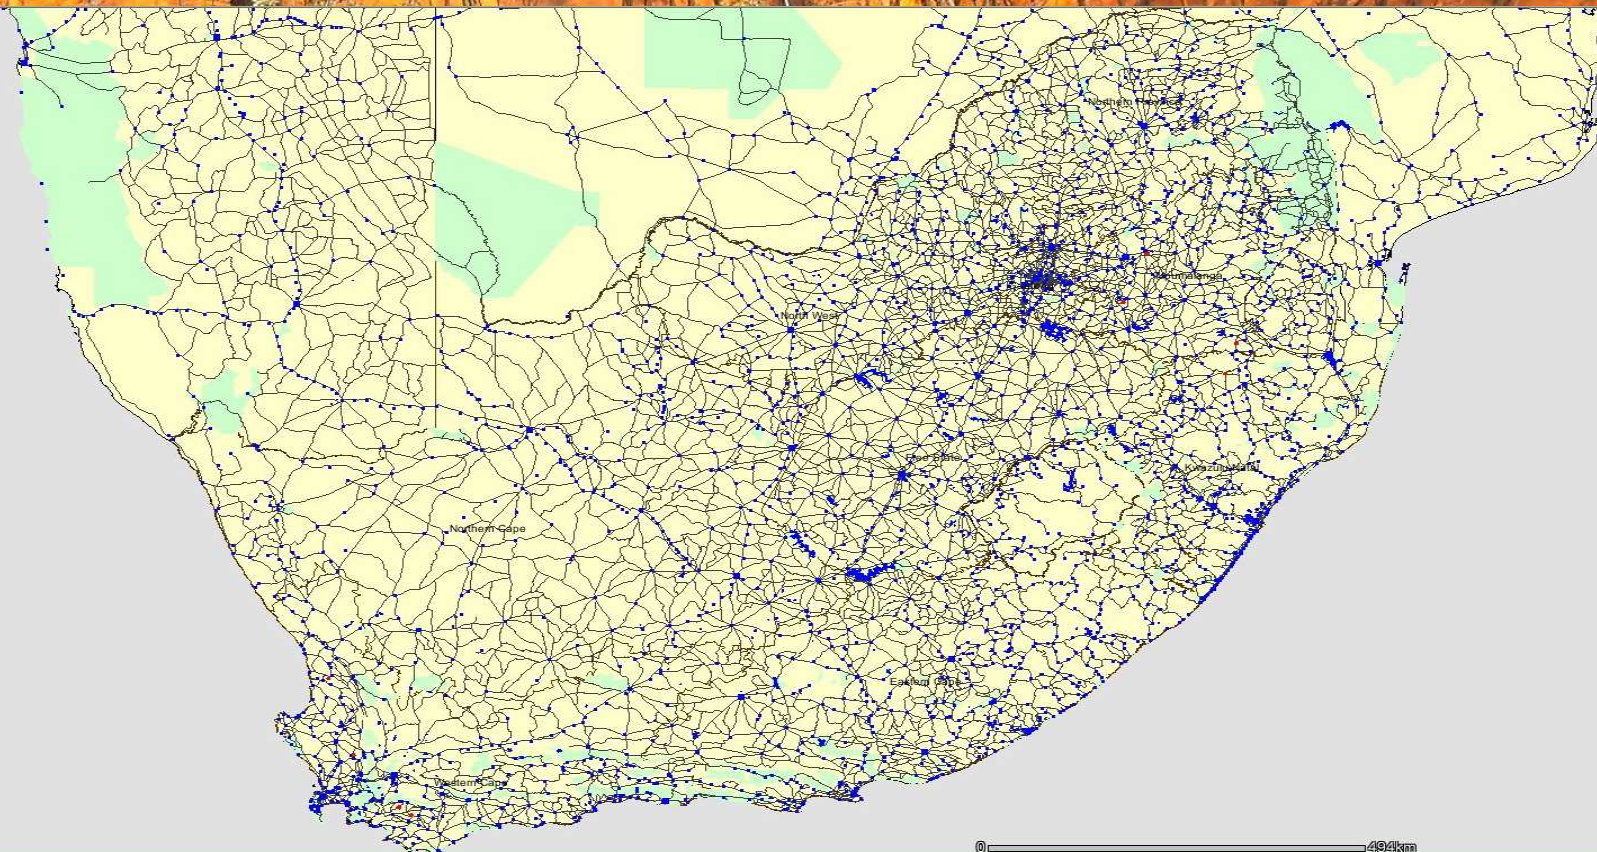 Northern Province
Mpumalanga
North West
Free State
Kwazulu-Natal
Northern Cape
Eastern Cape
Western Cape
0 494km